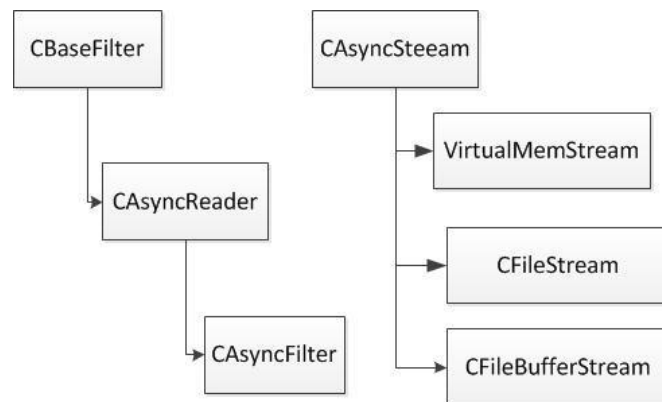 CBaseFilter
CAsyncReader
CAsyncFilter
CAsyncSteeam
VirtualMemStream
CFileStream
CFileBufferStream